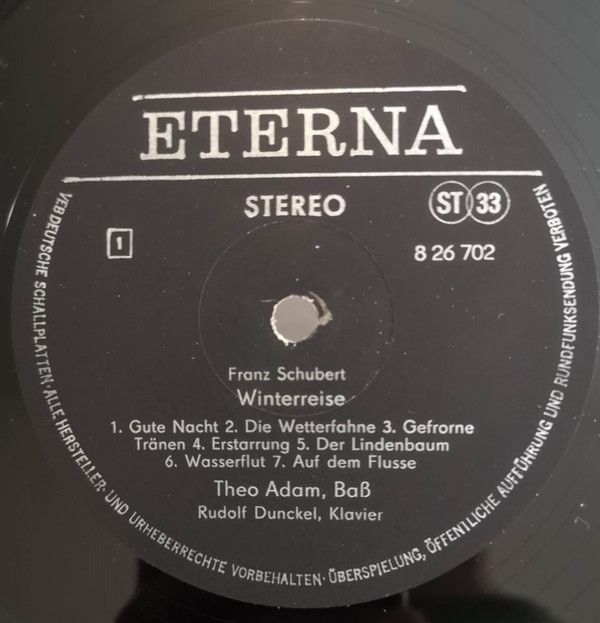 ETERNA
STEREO
ST 33
1
8 26 702
Franz Schubert
Winterreise
1. Gute Nacht 2. Die Wetterfahne 3. Gefrorne
Tränen 4. Erstarrung 5. Der Lindenbaum
6. Wasserflut 7. Auf dem Flusse
Theo Adam, Baß
Rudolf Dunckel, Klavier
VEB DEUTSCHE SCHALLPLATTEN · ALLE HERSTELLER- UND URHEBERRECHTE VORBEHALTEN · ÜBERSPIELUNG, ÖFFENTLICHE AUFFÜHRUNG UND RUNDFUNKSENDUNG VERBOTEN